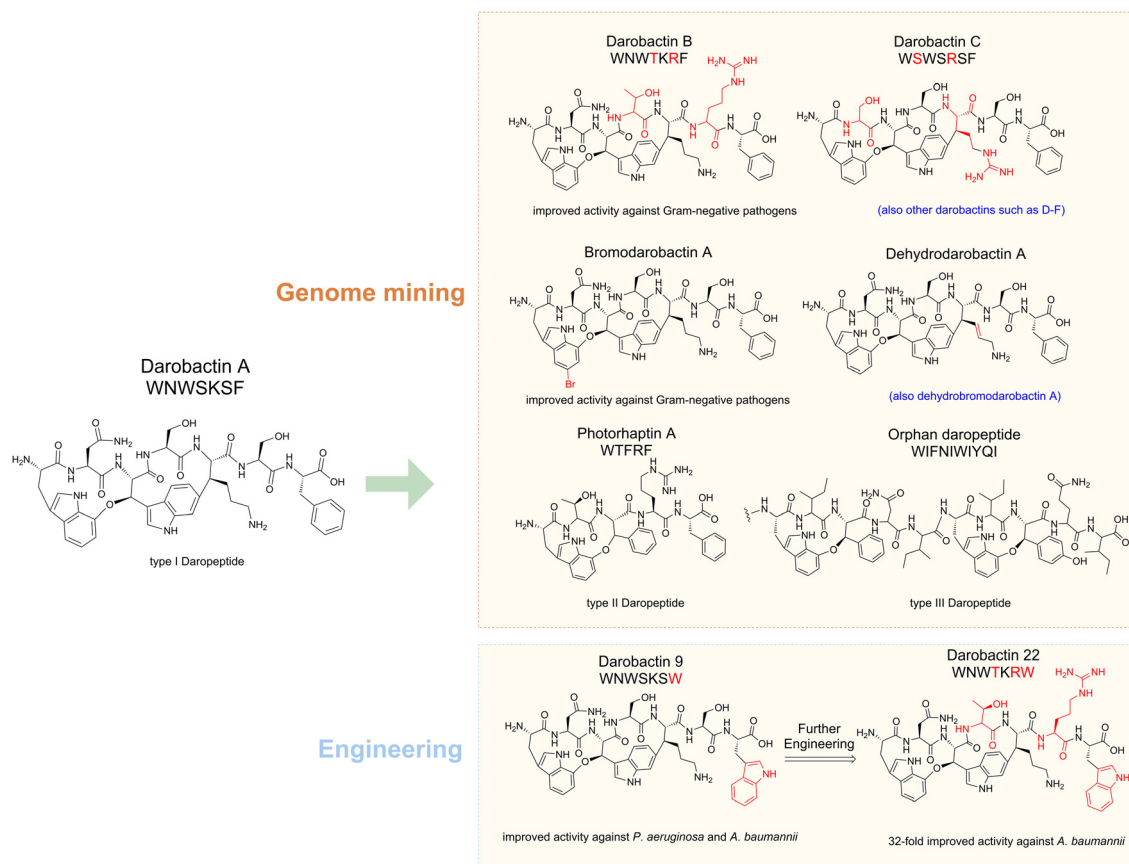 Darobactin A
WNWSKSF
type I Daropeptide
Genome mining
Darobactin B
WNWTKRF
improved activity against Gram-negative pathogens
Darobactin C
WSWSRSF
(also other darobactins such as D-F)
Bromodarobactin A
Br
improved activity against Gram-negative pathogens
Dehydrodarobactin A
(also dehydrobromodarobactin A)
Photorhaptin A
WTFRF
type II Daropeptide
Orphan daropeptide
WIFNIWIYQI
type III Daropeptide
Engineering
Darobactin 9
WNWSKSW
improved activity against P. aeruginosa and A. baumannii
Further
Engineering
Darobactin 22
WNWTKRW
32-fold improved activity against A. baumannii